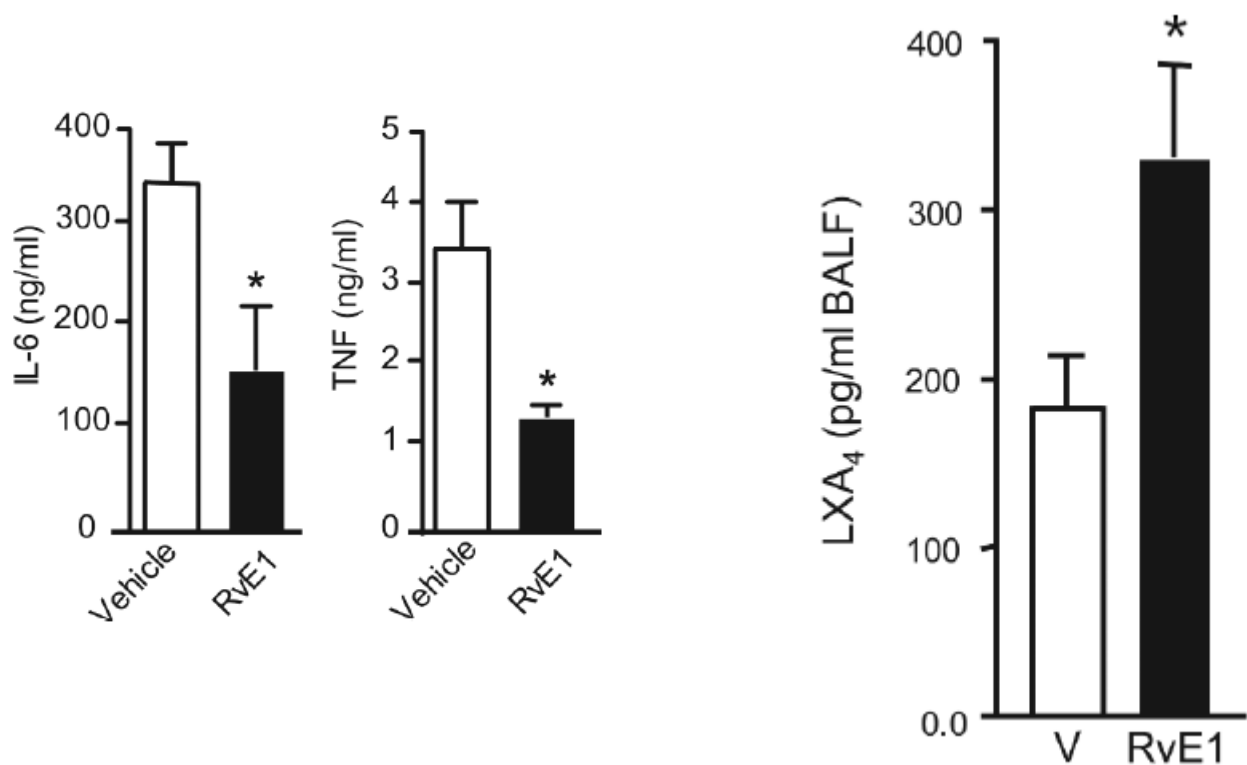 IL-6 (ng/ml)
400
300
200
100
0
*
Vehicle
RvE1
TNF (ng/ml)
5
4
3
2
1
0
*
Vehicle
RvE1
LXA₄ (pg/ml BALF)
400
300
200
100
0.0
*
V
RvE1